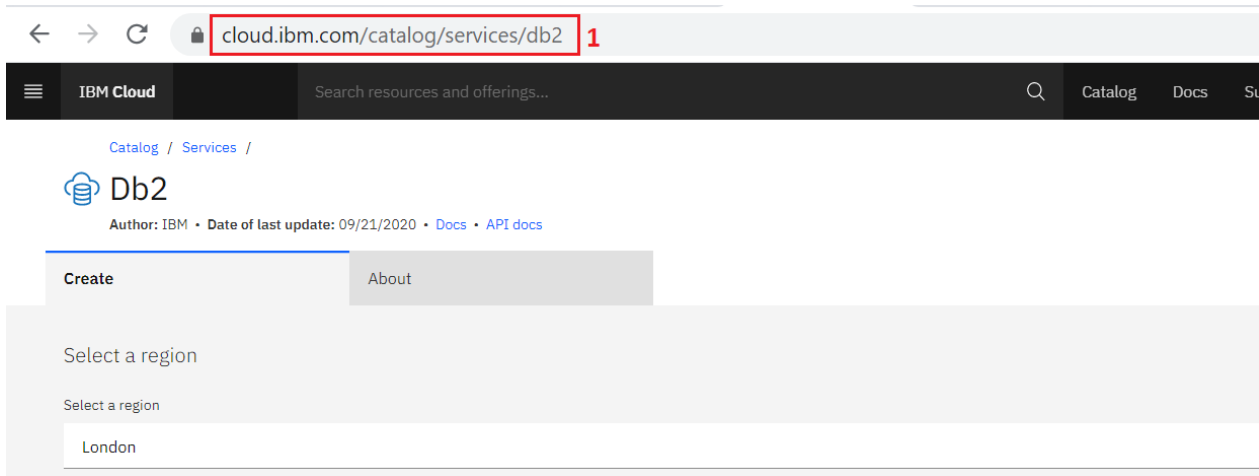 cloud.ibm.com/catalog/services/db2 1
IBM Cloud Search resources and offerings... Catalog Docs Su
Catalog / Services /
Db2
Author: IBM • Date of last update: 09/21/2020 • Docs • API docs
Create About
Select a region
Select a region
London